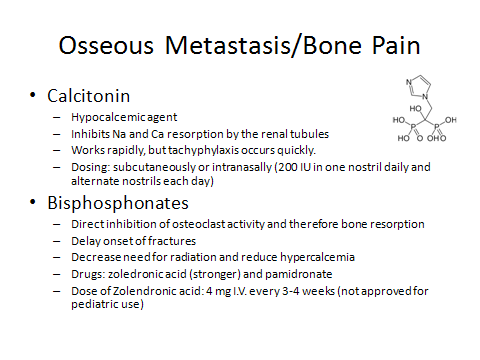 Osseous Metastasis/Bone Pain
• Calcitonin
– Hypocalcemic agent
– Inhibits Na and Ca resorption by the renal tubules
– Works rapidly, but tachyphylaxis occurs quickly.
– Dosing: subcutaneously or intranasally (200 IU in one nostril daily and
alternate nostrils each day)
• Bisphosphonates
– Direct inhibition of osteoclast activity and therefore bone resorption
– Delay onset of fractures
– Decrease need for radiation and reduce hypercalcemia
– Drugs: zoledronic acid (stronger) and pamidronate
– Dose of Zolendronic acid: 4 mg I.V. every 3-4 weeks (not approved for
pediatric use)
N
N
HO
HO P P OH
HO O OHO